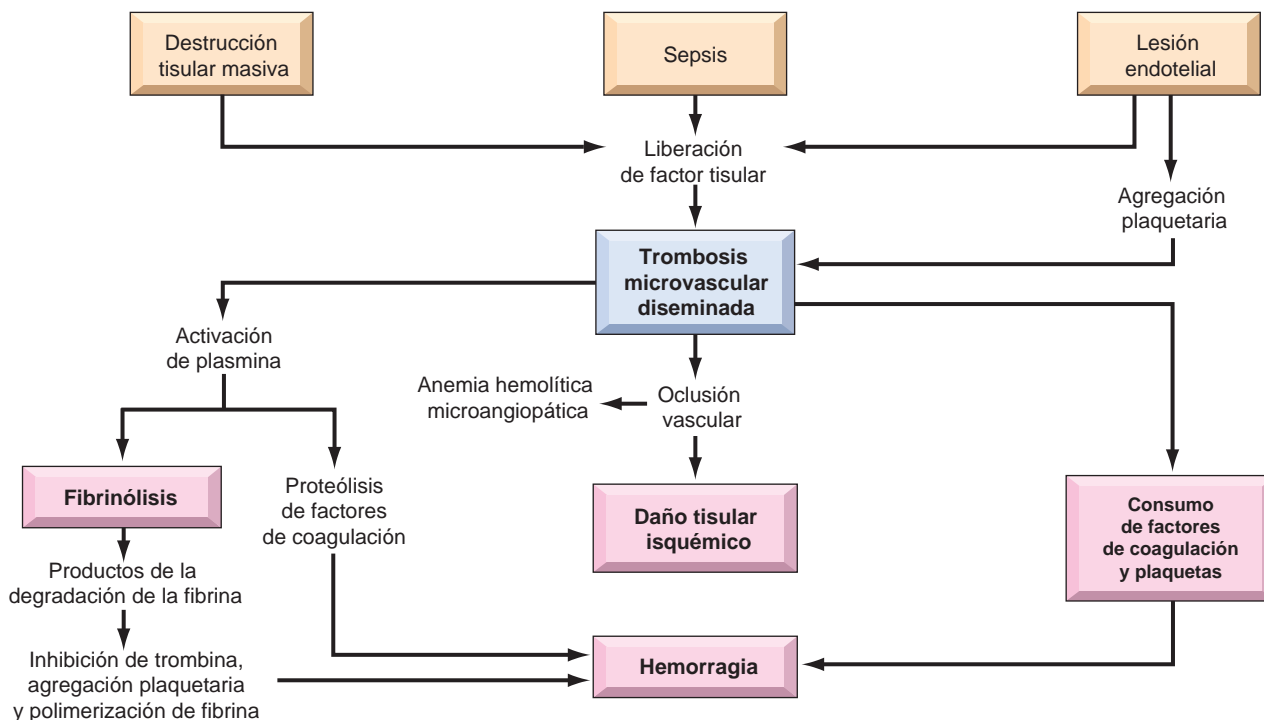 Destrucción
tisular masiva
Sepsis
Lesión
endotelial
Liberación
de factor tisular
Agregación
plaquetaria
Trombosis
microvascular
diseminada
Activación
de plasmina
Anemia hemolítica
microangiopática
Oclusión
vascular
Fibrinólisis
Proteólisis
de factores
de coagulación
Daño tisular
isquémico
Consumo
de factores
de coagulación
y plaquetas
Productos de la
degradación de la fibrina
Inhibición de trombina,
agregación plaquetaria
y polimerización de fibrina
Hemorragia